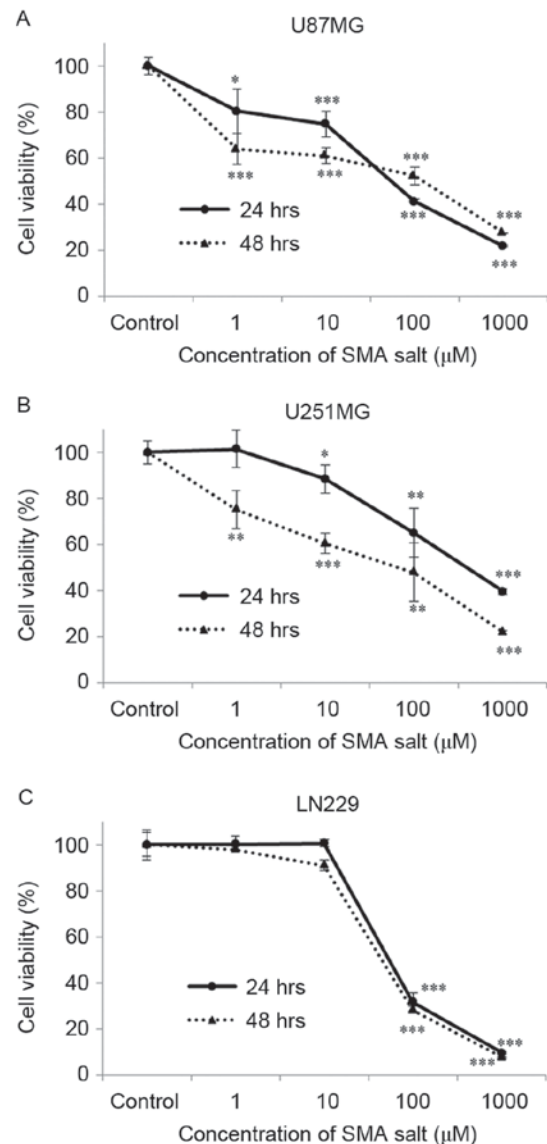 A
U87MG
Cell viability (%)
100
80
60
40
20
0
*
***
***
***
***
***
***
***
24 hrs
48 hrs
Control 1 10 100 1000
Concentration of SMA salt (μM)
B
U251MG
Cell viability (%)
100
80
60
40
20
0
*
**
***
**
***
**
***
24 hrs
48 hrs
Control 1 10 100 1000
Concentration of SMA salt (μM)
C
LN229
Cell viability (%)
100
80
60
40
20
0
***
***
***
***
24 hrs
48 hrs
Control 1 10 100 1000
Concentration of SMA salt (μM)